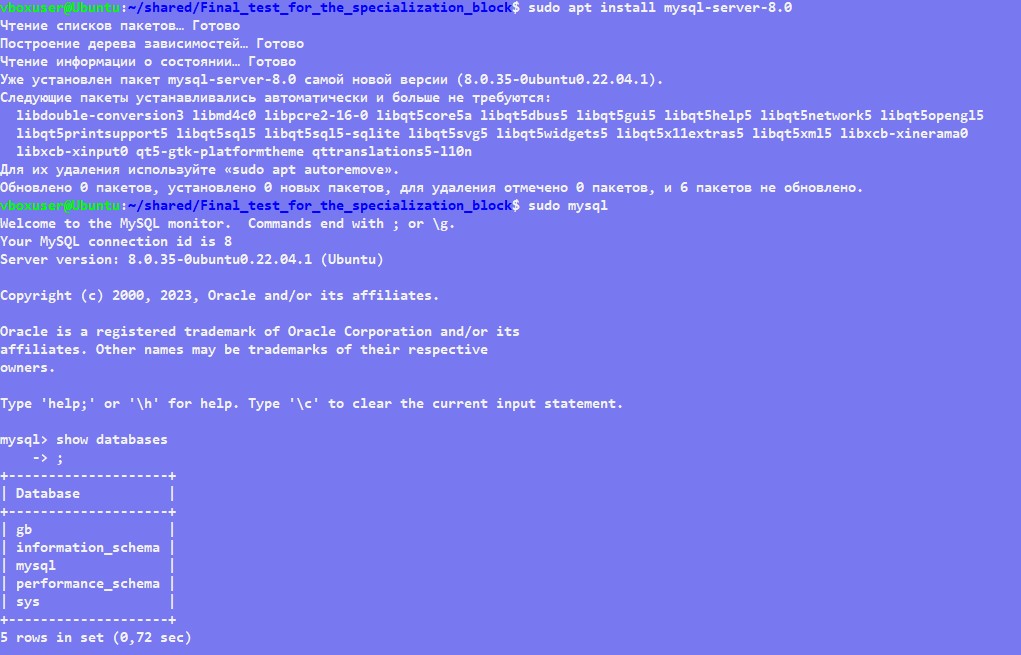 vboxuser@Ubuntu:~/shared/Final_test_for_the_specialization_block$ sudo apt install mysql-server-8.0
Чтение списков пакетов… Готово
Построение дерева зависимостей… Готово
Чтение информации о состоянии… Готово
Уже установлен пакет mysql-server-8.0 самой новой версии (8.0.35-0ubuntu0.22.04.1).
Следующие пакеты устанавливались автоматически и больше не требуются:
  libdouble-conversion3 libmd4c0 libpcre2-16-0 libqt5core5a libqt5dbus5 libqt5gui5 libqt5help5 libqt5network5 libqt5opengl5
  libqt5printsupport5 libqt5sql5 libqt5sql5-sqlite libqt5svg5 libqt5widgets5 libqt5x11extras5 libqt5xml5 libxcb-xinerama0
  libxcb-xinput0 qt5-gtk-platformtheme qttranslations5-l10n
Для их удаления используйте «sudo apt autoremove».
Обновлено 0 пакетов, установлено 0 новых пакетов, для удаления отмечено 0 пакетов, и 6 пакетов не обновлено.
vboxuser@Ubuntu:~/shared/Final_test_for_the_specialization_block$ sudo mysql
Welcome to the MySQL monitor.  Commands end with ; or \g.
Your MySQL connection id is 8
Server version: 8.0.35-0ubuntu0.22.04.1 (Ubuntu)

Copyright (c) 2000, 2023, Oracle and/or its affiliates.

Oracle is a registered trademark of Oracle Corporation and/or its
affiliates. Other names may be trademarks of their respective
owners.

Type 'help;' or '\h' for help. Type '\c' to clear the current input statement.

mysql> show databases
    -> ;
+--------------------+
| Database           |
+--------------------+
| gb                 |
| information_schema |
| mysql              |
| performance_schema |
| sys                |
+--------------------+
5 rows in set (0,72 sec)